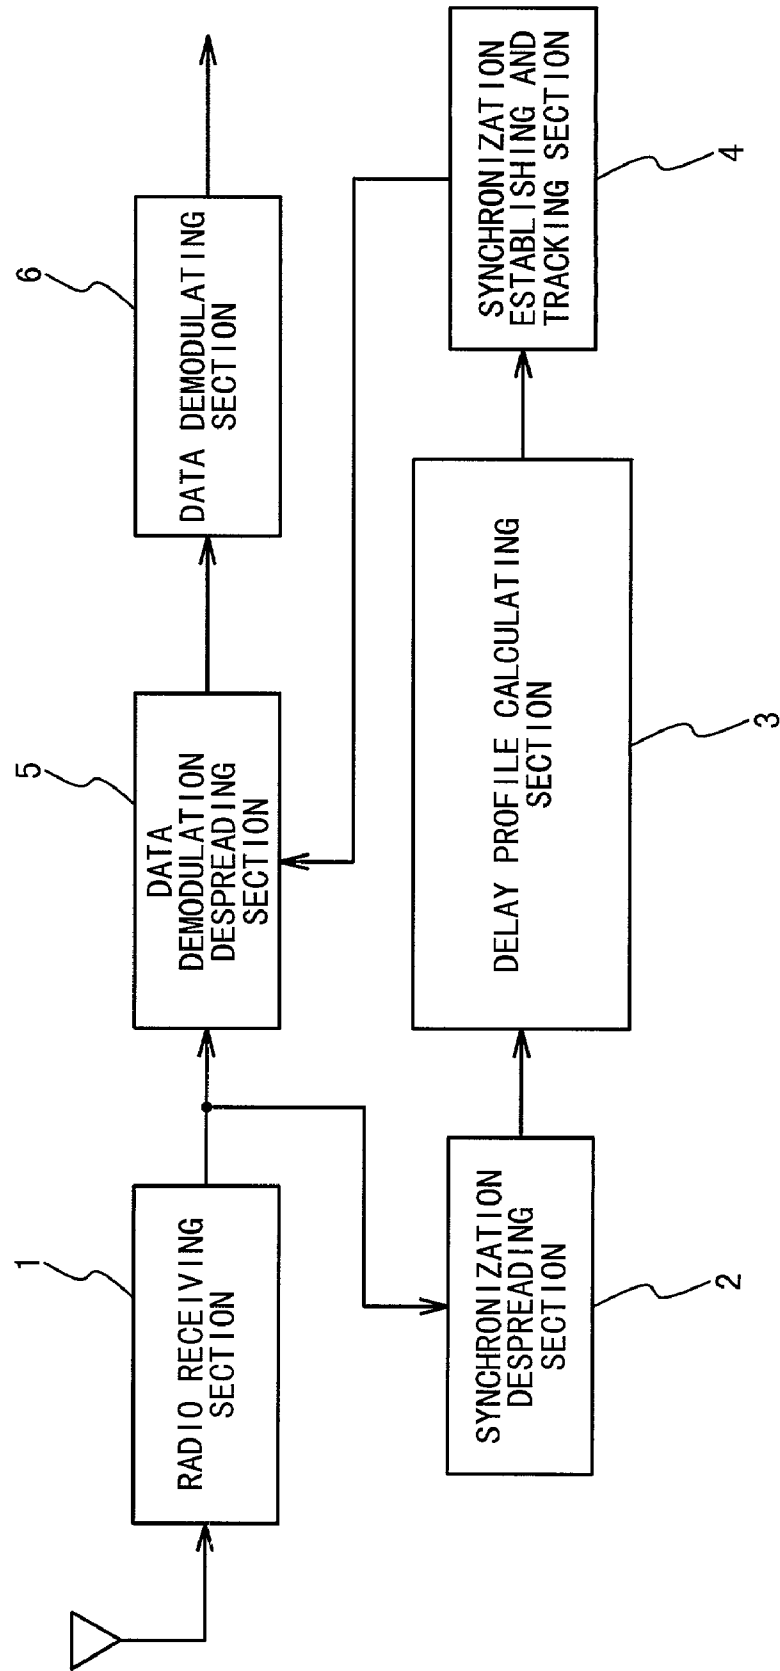 1
RADIO RECEIVING
SECTION
5
DATA
DEMODULATION
DESPREADING
SECTION
6
DATA DEMODULATING
SECTION
SYNCHRONIZATION
DESPREADING
SECTION
2
DELAY PROFILE CALCULATING
SECTION
3
SYNCHRONIZATION
ESTABLISHING AND
TRACKING SECTION
4